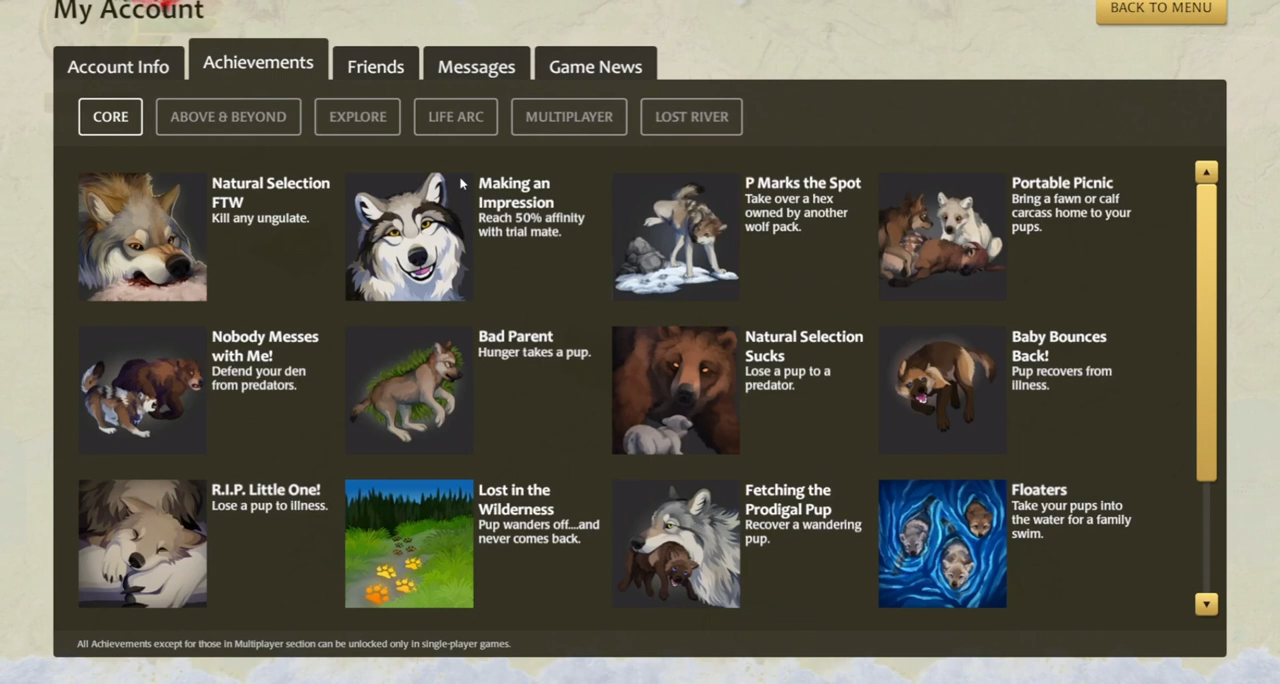 My Account
BACK TO MENU
Account Info
Achievements
Friends
Messages
Game News
CORE
ABOVE & BEYOND
EXPLORE
LIFE ARC
MULTIPLAYER
LOST RIVER
Natural Selection
FTW
Kill any ungulate.
Making an
Impression
Reach 50% affinity
with trial mate.
P Marks the Spot
Take over a hex
owned by another
wolf pack.
Portable Picnic
Bring a fawn or calf
carcass home to your
pups.
Nobody Messes
with Me!
Defend your den
from predators.
Bad Parent
Hunger takes a pup.
Natural Selection
Sucks
Lose a pup to a
predator.
Baby Bounces
Back!
Pup recovers from
illness.
R.I.P. Little One!
Lose a pup to illness.
Lost in the
Wilderness
Pup wanders off....and
never comes back.
Fetching the
Prodigal Pup
Recover a wandering
pup.
Floaters
Take your pups into
the water for a family
swim.
All Achievements except for those in Multiplayer section can be unlocked only in single-player games.